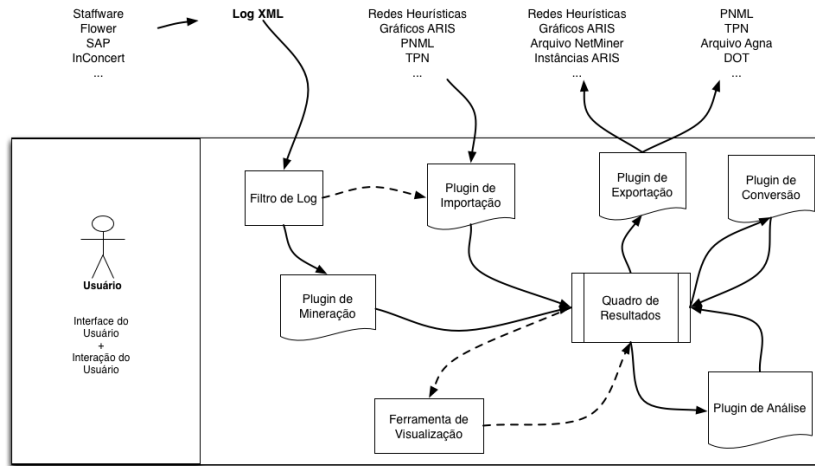 Staffware
Flower
SAP
InConcert
...
Log XML
Redes Heurísticas
Gráficos ARIS
PNML
TPN
...
Redes Heurísticas
Gráficos ARIS
Arquivo NetMiner
Instâncias ARIS
...
PNML
TPN
Arquivo Agna
DOT
...
Filtro de Log
Plugin de
Importação
Plugin de
Exportação
Plugin de
Conversão
Usuário
Interface do
Usuário
+
Interação do
Usuário
Plugin de
Mineração
Quadro de
Resultados
Ferramenta de
Visualização
Plugin de Análise